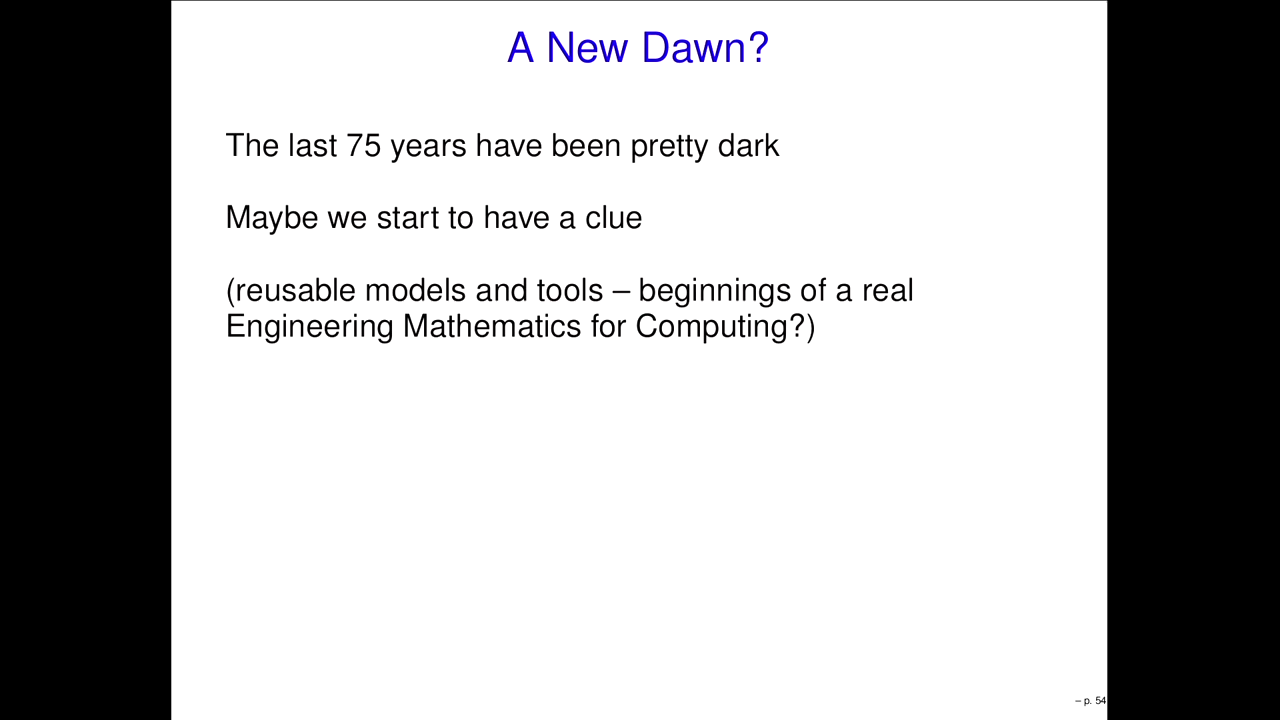 A New Dawn?
The last 75 years have been pretty dark
Maybe we start to have a clue
(reusable models and tools – beginnings of a real
Engineering Mathematics for Computing?)
– p. 54